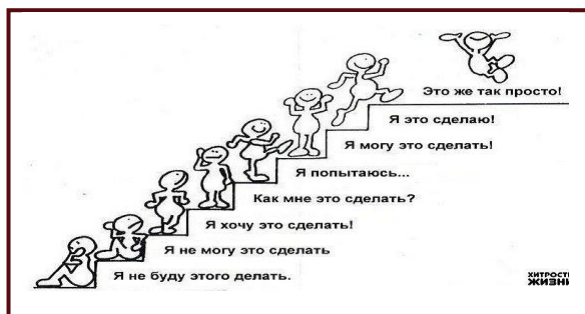 Это же так просто!
Я это сделаю!
Я могу это сделать!
Я попытаюсь...
Как мне это сделать?
Я хочу это сделать!
Я не могу это сделать
Я не буду этого делать.
ХИТРОСТИ
ЖИЗНИ